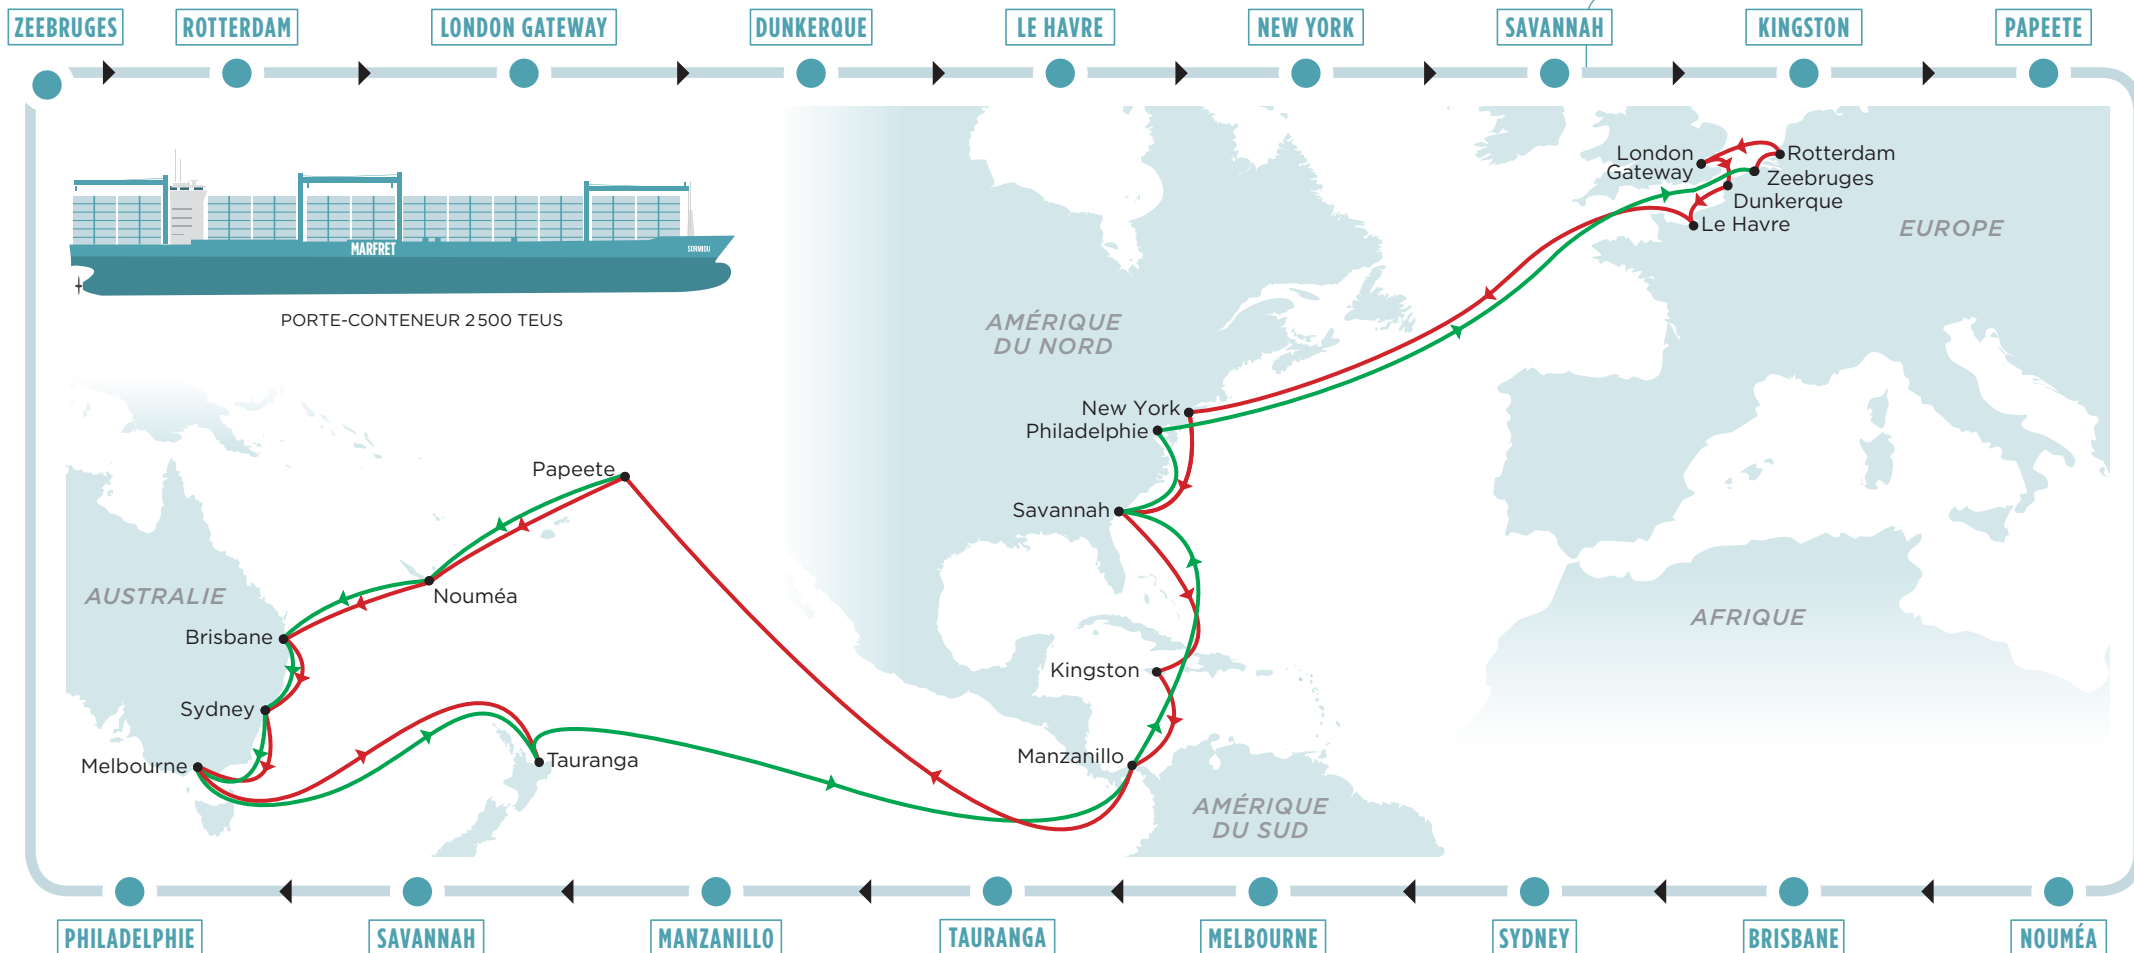 ZEEBRUGES
ROTTERDAM
LONDON GATEWAY
DUNKERQUE
LE HAVRE
NEW YORK
SAVANNAH
KINGSTON
PAPEETE
MARFRET
SORMIOU
PORTE-CONTENEUR 2500 TEUS
London
Gateway
Rotterdam
Zeebruges
Dunkerque
Le Havre
EUROPE
AMÉRIQUE
DU NORD
New York
Philadelphie
Papeete
Savannah
AUSTRALIE
Nouméa
AFRIQUE
Brisbane
Kingston
Sydney
Melbourne
Tauranga
Manzanillo
AMÉRIQUE
DU SUD
PHILADELPHIE
SAVANNAH
MANZANILLO
TAURANGA
MELBOURNE
SYDNEY
BRISBANE
NOUMÉA